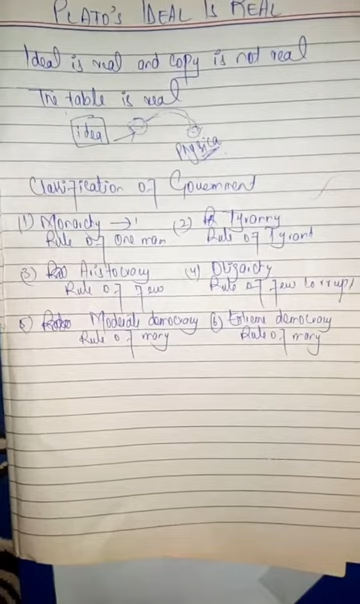 PLATO'S IDEAL IS REAL
Ideal is real and copy is not real
The table is real
idea
Physica
Classification of Government
(1) Monarchy → (2) Tyranny
Rule of One man Rule of Tyrant
(3) Aristocracy (4) Oligarchy
Rule of few Rule of few (corrupt)
(5) Moderate democracy (6) Extreme democracy
Rule of many Rule of many